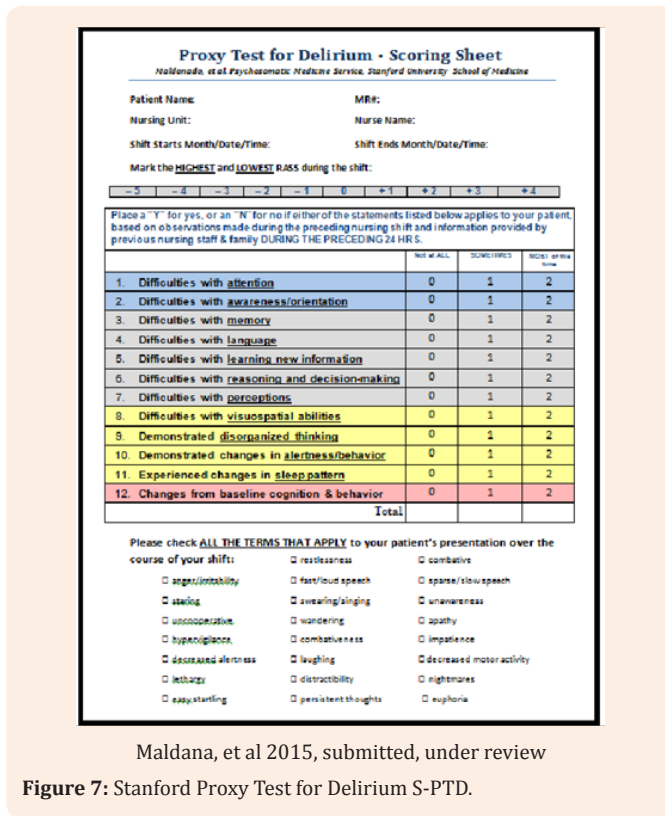 Proxy Test for Delirium - Scoring Sheet
Maldonado, et al. Psychosomatic Medicine Service, Stanford University School of Medicine
Patient Name: MR#:
Nursing Unit: Nurse Name:
Shift Starts Month/Date/Time: Shift Ends Month/Date/Time:
Mark the HIGHEST and LOWEST RASS during the shift:
– 5 – 4 – 3 – 2 – 1 0 +1 +2 +3 +4
Place a "Y" for yes, or an "N" for no if either of the statements listed below applies to your patient,
based on observations made during the preceding nursing shift and information provided by
previous nursing staff & family DURING THE PRECEDING 24 HRS.
Not at ALL SOMETIMES MOST of the
time
1. Difficulties with attention 0 1 2
2. Difficulties with awareness/orientation 0 1 2
3. Difficulties with memory 0 1 2
4. Difficulties with language 0 1 2
5. Difficulties with learning new information 0 1 2
6. Difficulties with reasoning and decision-making 0 1 2
7. Difficulties with perceptions 0 1 2
8. Difficulties with visuospatial abilities 0 1 2
9. Demonstrated disorganized thinking 0 1 2
10. Demonstrated changes in alertness/behavior 0 1 2
11. Experienced changes in sleep pattern 0 1 2
12. Changes from baseline cognition & behavior 0 1 2
Total
Please check ALL THE TERMS THAT APPLY to your patient's presentation over the
course of your shift: ☐ restlessness ☐ combative
☐ anger/irritability ☐ fast/loud speech ☐ sparse/slow speech
☐ staring ☐ swearing/singing ☐ unawareness
☐ uncooperative ☐ wandering ☐ apathy
☐ hypervigilance ☐ combativeness ☐ impatience
☐ decreased alertness ☐ laughing ☐ decreased motor activity
☐ lethargy ☐ distractibility ☐ nightmares
☐ easy startling ☐ persistent thoughts ☐ euphoria
Maldana, et al 2015, submitted, under review
Figure 7: Stanford Proxy Test for Delirium S-PTD.